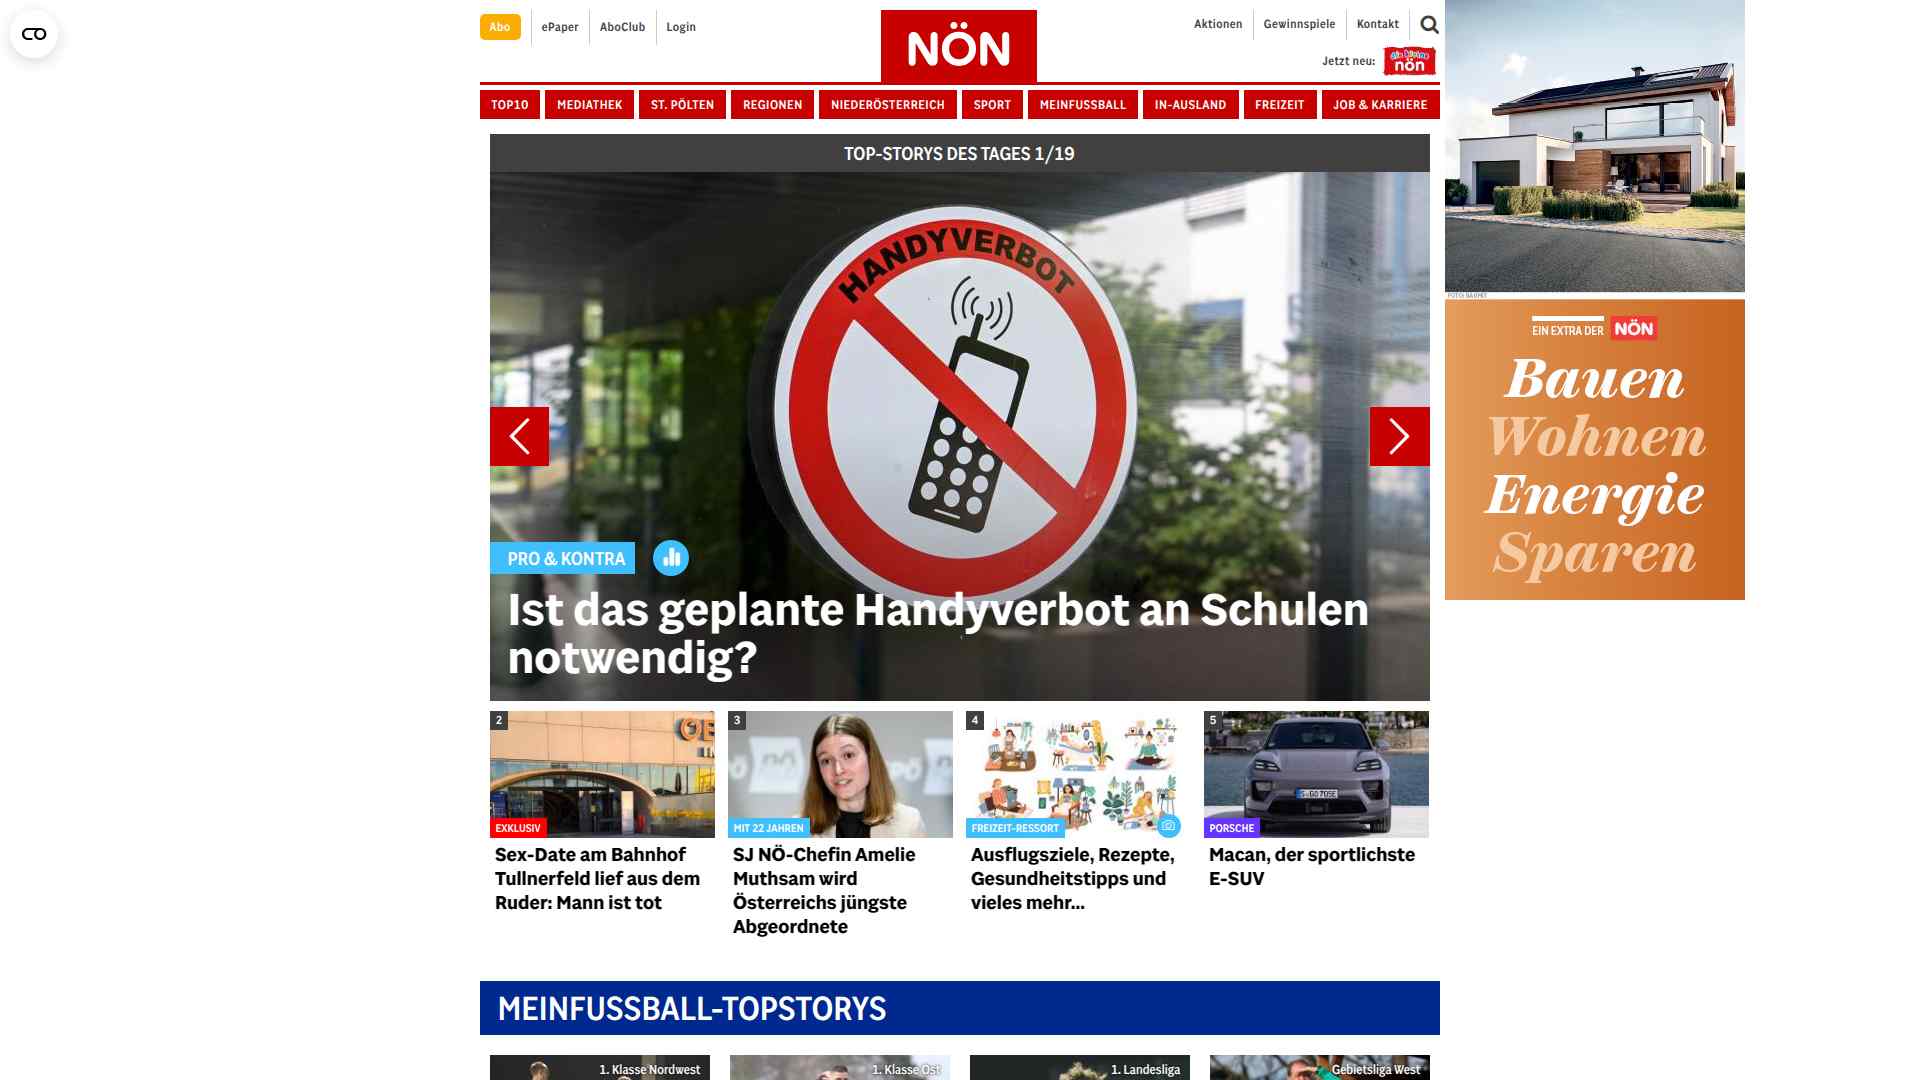 Abo
ePaper
AboClub
Login
NÖN
Aktionen
Gewinnspiele
Kontakt
Jetzt neu:
die kleine
nön
TOP10
MEDIATHEK
ST. PÖLTEN
REGIONEN
NIEDERÖSTERREICH
SPORT
MEINFUSSBALL
IN-AUSLAND
FREIZEIT
JOB & KARRIERE
TOP-STORYS DES TAGES 1/19
HANDYVERBOT
PRO & KONTRA
Ist das geplante Handyverbot an Schulen
notwendig?
2
EXKLUSIV
Sex-Date am Bahnhof
Tullnerfeld lief aus dem
Ruder: Mann ist tot
3
MIT 22 JAHREN
SJ NÖ-Chefin Amelie
Muthsam wird
Österreichs jüngste
Abgeordnete
4
FREIZEIT-RESSORT
Ausflugsziele, Rezepte,
Gesundheitstipps und
vieles mehr...
5
S·GO 705E
PORSCHE
Macan, der sportlichste
E-SUV
MEINFUSSBALL-TOPSTORYS
1. Klasse Nordwest
1. Klasse Ost
1. Landesliga
Gebietsliga West
EIN EXTRA DER NÖN
Bauen
Wohnen
Energie
Sparen